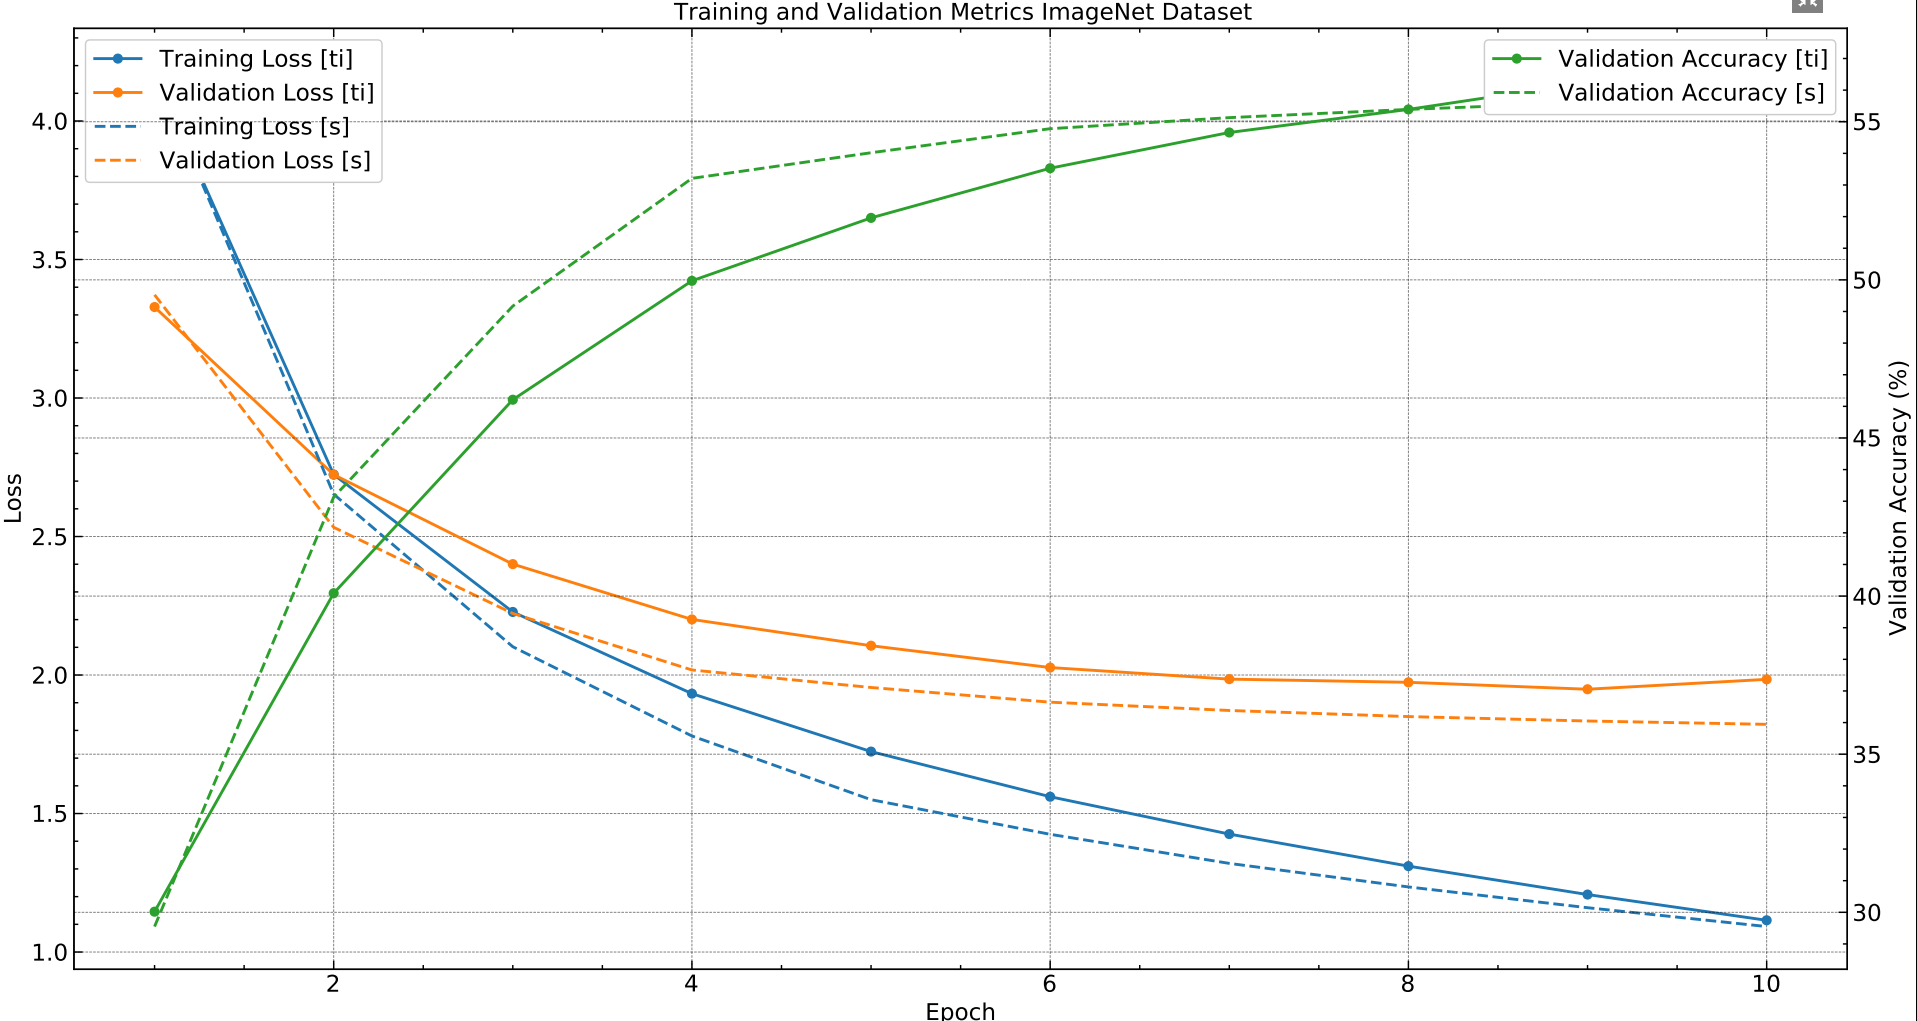 Training and Validation Metrics ImageNet Dataset
Training Loss [ti]
Validation Loss [ti]
Training Loss [s]
Validation Loss [s]
Validation Accuracy [ti]
Validation Accuracy [s]
4.0
3.5
3.0
2.5
2.0
1.5
1.0
Loss
55
50
45
40
35
30
Validation Accuracy (%)
2 4 6 8 10
Epoch